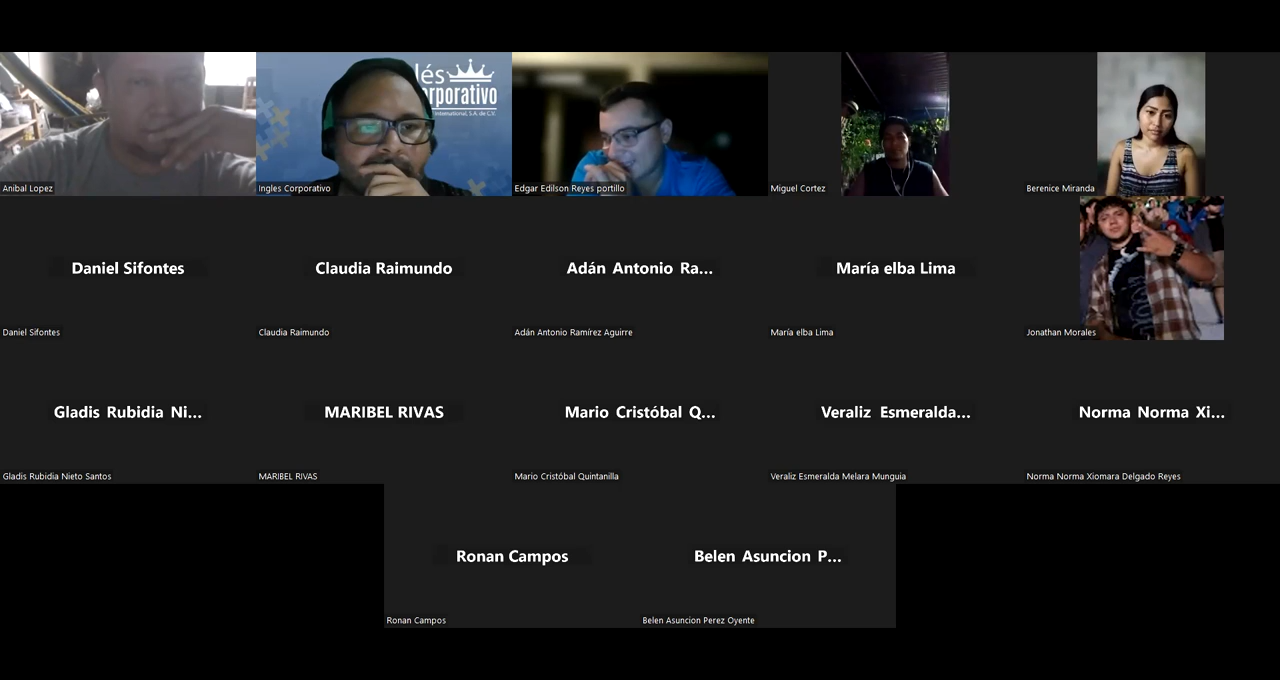 lés
rporativo
International, S.A. de C.V.
Anibal Lopez
Ingles Corporativo
Edgar Edilson Reyes portillo
Miguel Cortez
Berenice Miranda
Daniel Sifontes
Claudia Raimundo
Adán Antonio Ra...
María elba Lima
Daniel Sifontes
Claudia Raimundo
Adán Antonio Ramírez Aguirre
María elba Lima
Jonathan Morales
Gladis Rubidia Ni...
MARIBEL RIVAS
Mario Cristóbal Q...
Veraliz Esmeralda...
Norma Norma Xi...
Gladis Rubidia Nieto Santos
MARIBEL RIVAS
Mario Cristóbal Quintanilla
Veraliz Esmeralda Melara Munguia
Norma Norma Xiomara Delgado Reyes
Ronan Campos
Belen Asuncion P...
Ronan Campos
Belen Asuncion Perez Oyente